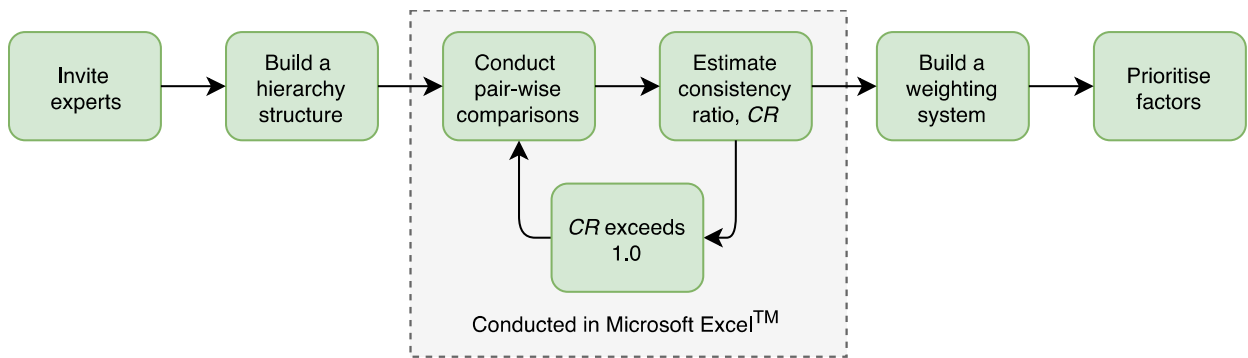 Invite
experts
Build a
hierarchy
structure
Conduct
pair-wise
comparisons
Estimate
consistency
ratio, CR
Build a
weighting
system
Prioritise
factors
CR exceeds
1.0
Conducted in Microsoft Excel™